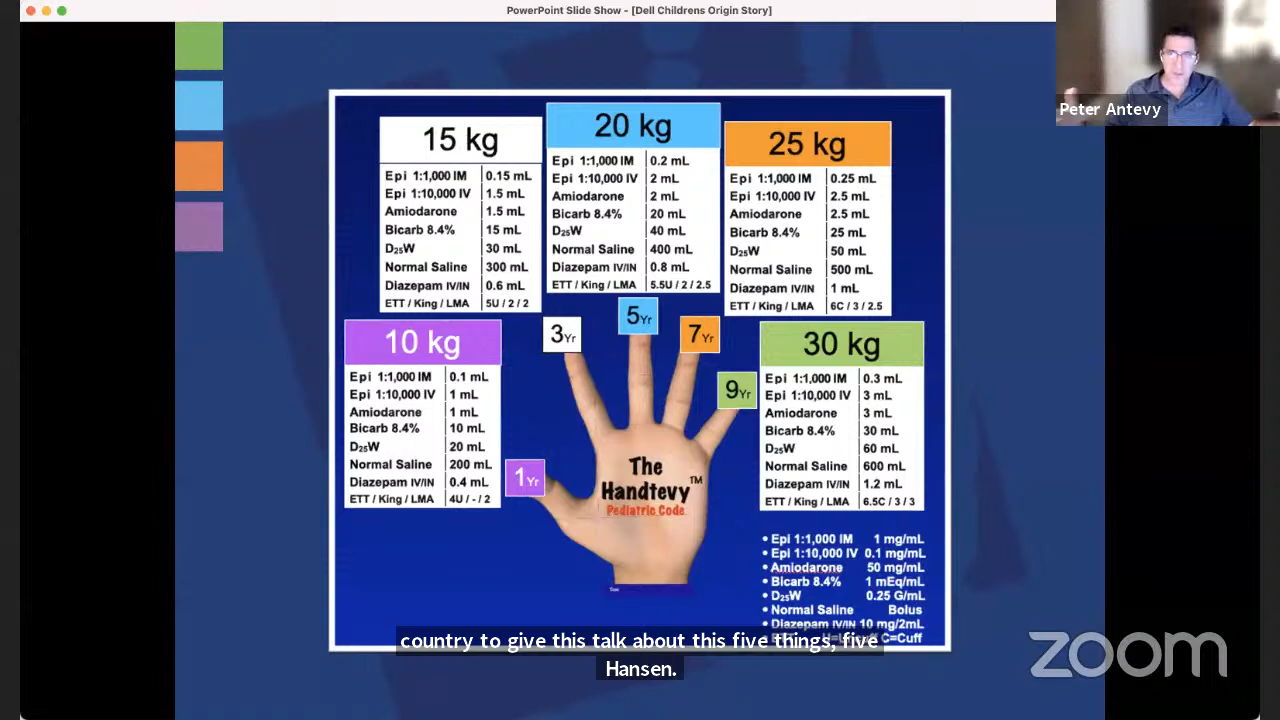 PowerPoint Slide Show - [Dell Childrens Origin Story]
Peter Antevy
15 kg
Epi 1:1,000 IM 0.15 mL
Epi 1:10,000 IV 1.5 mL
Amiodarone 1.5 mL
Bicarb 8.4% 15 mL
D25W 30 mL
Normal Saline 300 mL
Diazepam IV/IN 0.6 mL
ETT / King / LMA 5U / 2 / 2
20 kg
Epi 1:1,000 IM 0.2 mL
Epi 1:10,000 IV 2 mL
Amiodarone 2 mL
Bicarb 8.4% 20 mL
D25W 40 mL
Normal Saline 400 mL
Diazepam IV/IN 0.8 mL
ETT / King / LMA 5.5U / 2 / 2.5
25 kg
Epi 1:1,000 IM 0.25 mL
Epi 1:10,000 IV 2.5 mL
Amiodarone 2.5 mL
Bicarb 8.4% 25 mL
D25W 50 mL
Normal Saline 500 mL
Diazepam IV/IN 1 mL
ETT / King / LMA 6C / 3 / 2.5
10 kg
Epi 1:1,000 IM 0.1 mL
Epi 1:10,000 IV 1 mL
Amiodarone 1 mL
Bicarb 8.4% 10 mL
D25W 20 mL
Normal Saline 200 mL
Diazepam IV/IN 0.4 mL
ETT / King / LMA 4U / - / 2
1Yr
3Yr
5Yr
7Yr
9Yr
The
Handtevy™
Pediatric Code
30 kg
Epi 1:1,000 IM 0.3 mL
Epi 1:10,000 IV 3 mL
Amiodarone 3 mL
Bicarb 8.4% 30 mL
D25W 60 mL
Normal Saline 600 mL
Diazepam IV/IN 1.2 mL
ETT / King / LMA 6.5C / 3 / 3
• Epi 1:1,000 IM 1 mg/mL
• Epi 1:10,000 IV 0.1 mg/mL
• Amiodarone 50 mg/mL
• Bicarb 8.4% 1 mEq/mL
• D25W 0.25 G/mL
• Normal Saline Bolus
• Diazepam IV/IN 10 mg/2mL
C=Cuff
country to give this talk about this five things, five
Hansen.
zoom